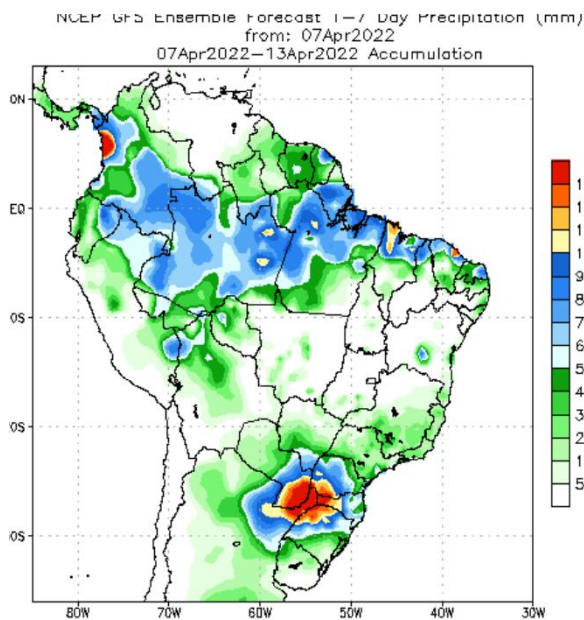 NCEP GFS Ensemble Forecast 1-7 Day Precipitation (mm)
from: 07Apr2022
07Apr2022-13Apr2022 Accumulation
0N
EQ
0S
0S
0S
80W 70W 60W 50W 40W 30W
1
1
1
1
9
8
7
6
5
4
3
2
1
5